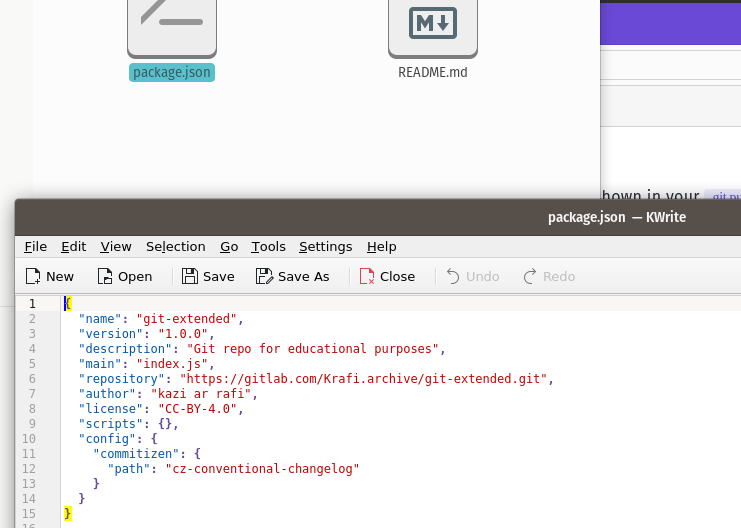 package.json
README.md
hown in your
package.json — KWrite
File Edit View Selection Go Tools Settings Help
New Open Save Save As Close Undo Redo
1 {
2 "name": "git-extended",
3 "version": "1.0.0",
4 "description": "Git repo for educational purposes",
5 "main": "index.js",
6 "repository": "https://gitlab.com/Krafi.archive/git-extended.git",
7 "author": "kazi ar rafi",
8 "license": "CC-BY-4.0",
9 "scripts": {},
10 "config": {
11 "commitizen": {
12 "path": "cz-conventional-changelog"
13 }
14 }
15 }